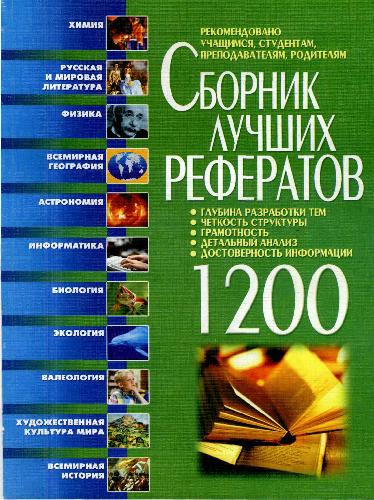 ХИМИЯ
РУССКАЯ
И МИРОВАЯ
ЛИТЕРАТУРА
ФИЗИКА
ВСЕМИРНАЯ
ГЕОГРАФИЯ
АСТРОНОМИЯ
ИНФОРМАТИКА
БИОЛОГИЯ
ЭКОЛОГИЯ
ВАЛЕОЛОГИЯ
ХУДОЖЕСТВЕННАЯ
КУЛЬТУРА МИРА
ВСЕМИРНАЯ
ИСТОРИЯ
РЕКОМЕНДОВАНО
УЧАЩИМСЯ, СТУДЕНТАМ,
ПРЕПОДАВАТЕЛЯМ, РОДИТЕЛЯМ
СБОРНИК
ЛУЧШИХ
РЕФЕРАТОВ
• ГЛУБИНА РАЗРАБОТКИ ТЕМ
• ЧЕТКОСТЬ СТРУКТУРЫ
• ГРАМОТНОСТЬ
• ДЕТАЛЬНЫЙ АНАЛИЗ
• ДОСТОВЕРНОСТЬ ИНФОРМАЦИИ
1200